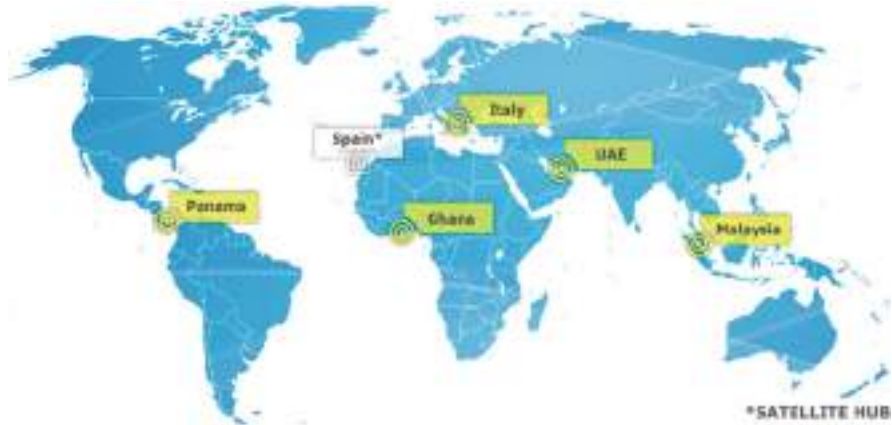 Italy
Spain*
UAE
Panama
Ghana
Malaysia
*SATELLITE HUB